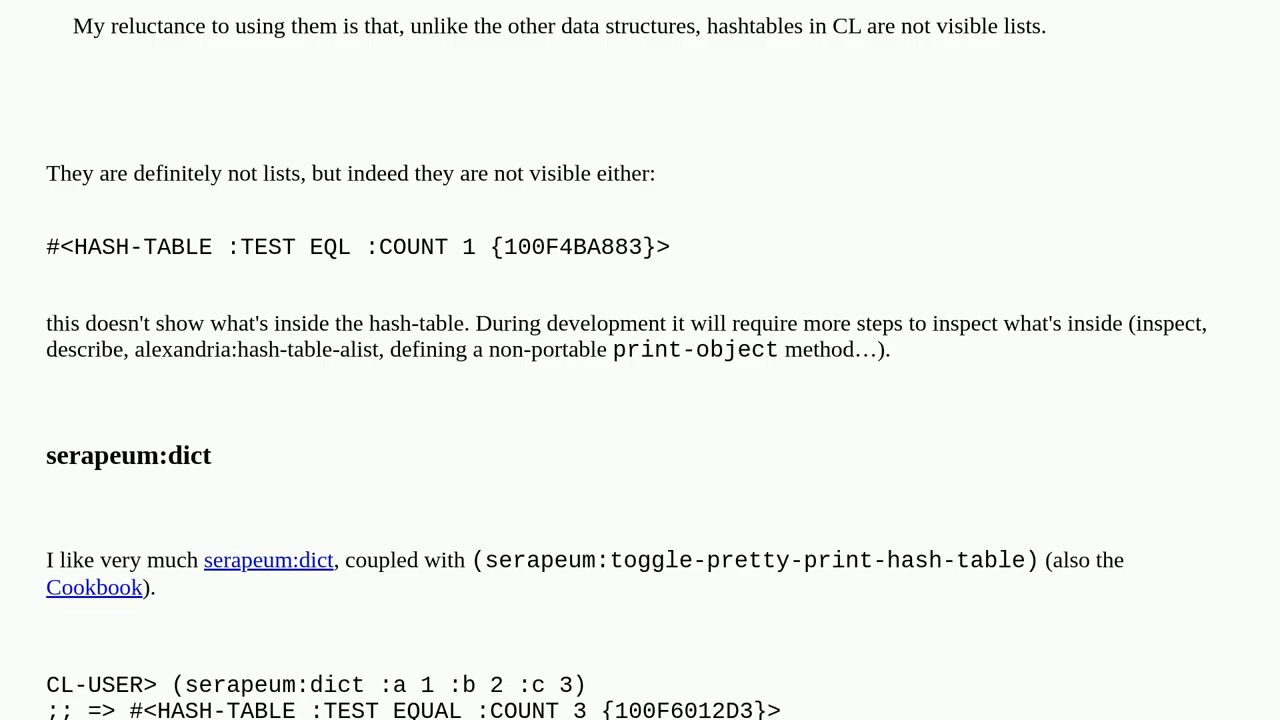 My reluctance to using them is that, unlike the other data structures, hashtables in CL are not visible lists.
They are definitely not lists, but indeed they are not visible either:
#<HASH-TABLE :TEST EQL :COUNT 1 {100F4BA883}>
this doesn't show what's inside the hash-table. During development it will require more steps to inspect what's inside (inspect,
describe, alexandria:hash-table-alist, defining a non-portable print-object method…).
serapeum:dict
I like very much serapeum:dict, coupled with (serapeum:toggle-pretty-print-hash-table) (also the
Cookbook).
CL-USER> (serapeum:dict :a 1 :b 2 :c 3)
;; => #<HASH-TABLE :TEST EQUAL :COUNT 3 {100F6012D3}>